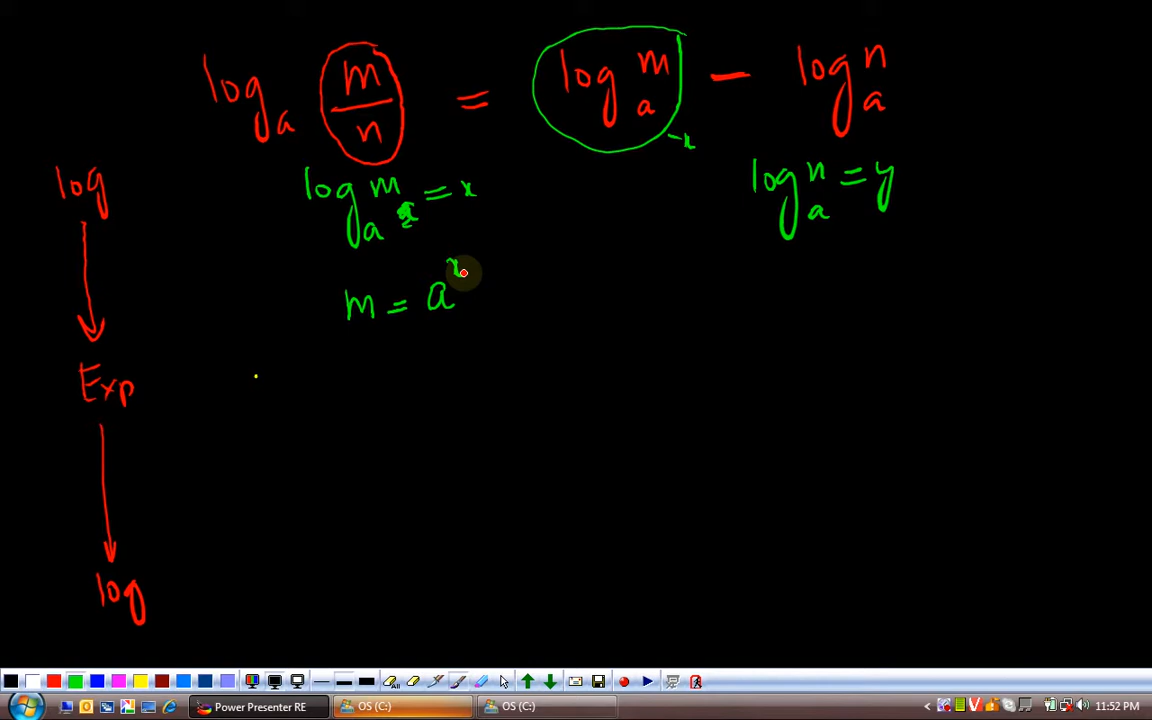 log_a m/n = log_a m - log_a n
- x
log
log_a m = x
log_a n = y
m = a^x
Exp
log
Power Presenter RE
OS (C:)
OS (C:)
11:52 PM